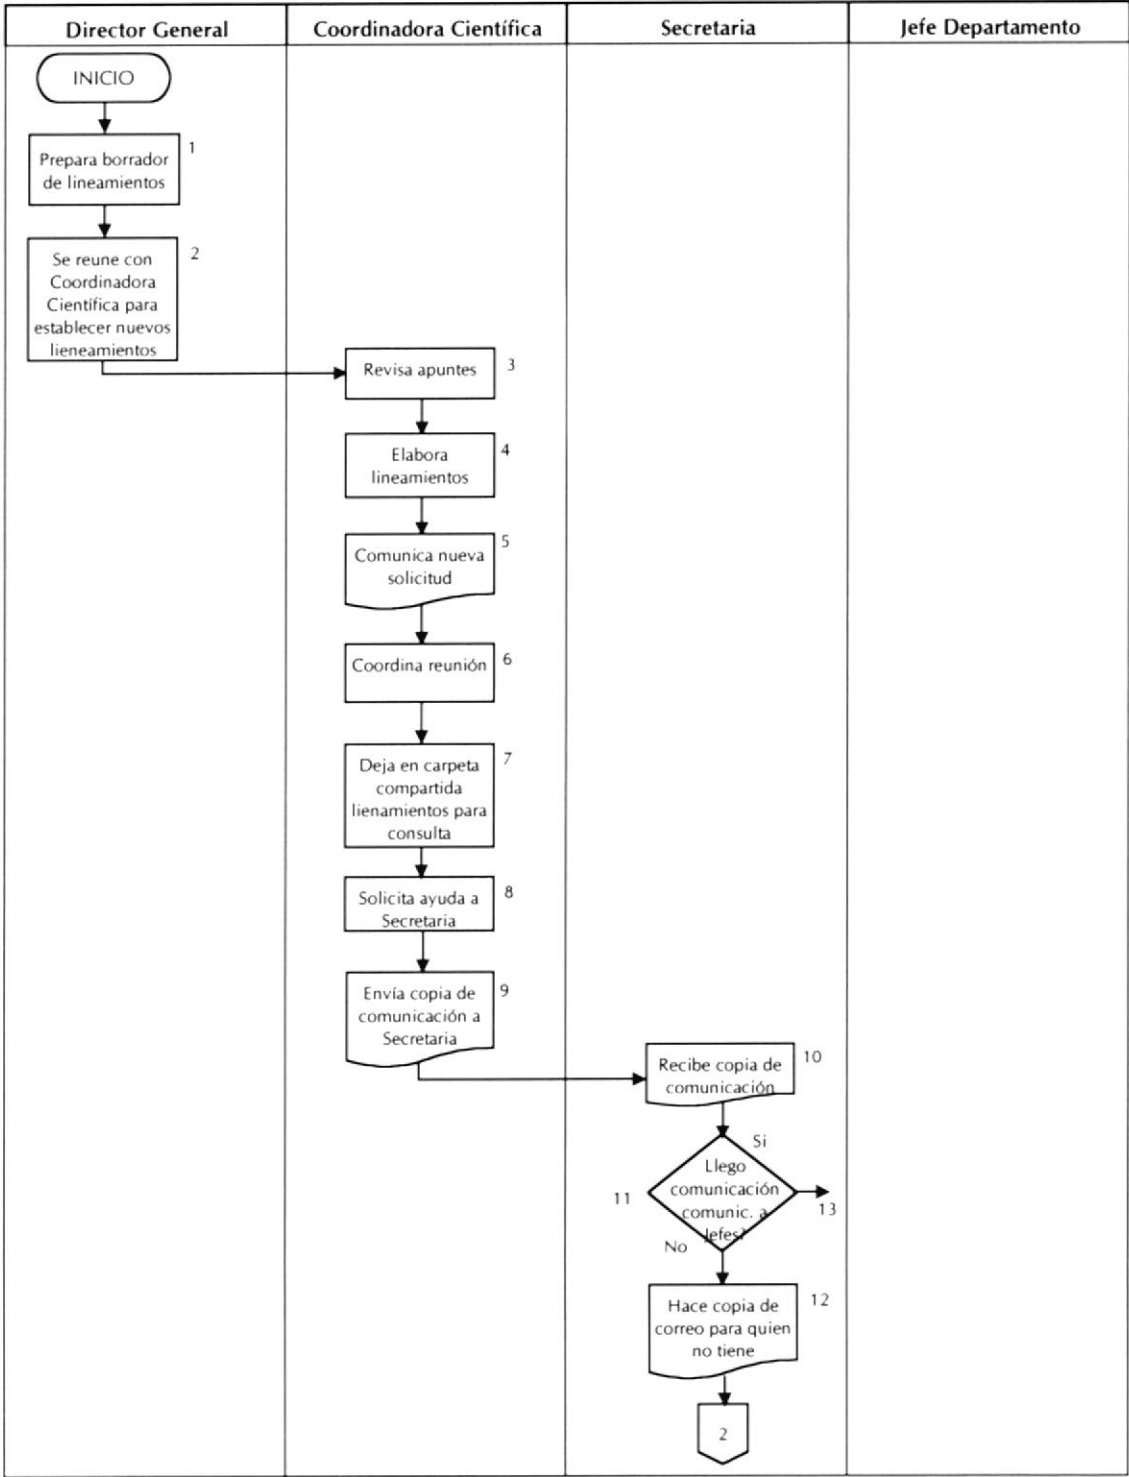 Director General
Coordinadora Científica
Secretaria
Jefe Departamento
INICIO
1
Prepara borrador
de lineamientos
2
Se reune con
Coordinadora
Científica para
establecer nuevos
lieneamientos
Revisa apuntes
3
Elabora
lineamientos
4
Comunica nueva
solicitud
5
Coordina reunión
6
Deja en carpeta
compartida
lienamientos para
consulta
7
Solicita ayuda a
Secretaria
8
Envía copia de
comunicación a
Secretaria
9
Recibe copia de
comunicación
10
Si
Llego
comunicación
comunic. a
Jefes?
11
13
No
Hace copia de
correo para quien
no tiene
12
2